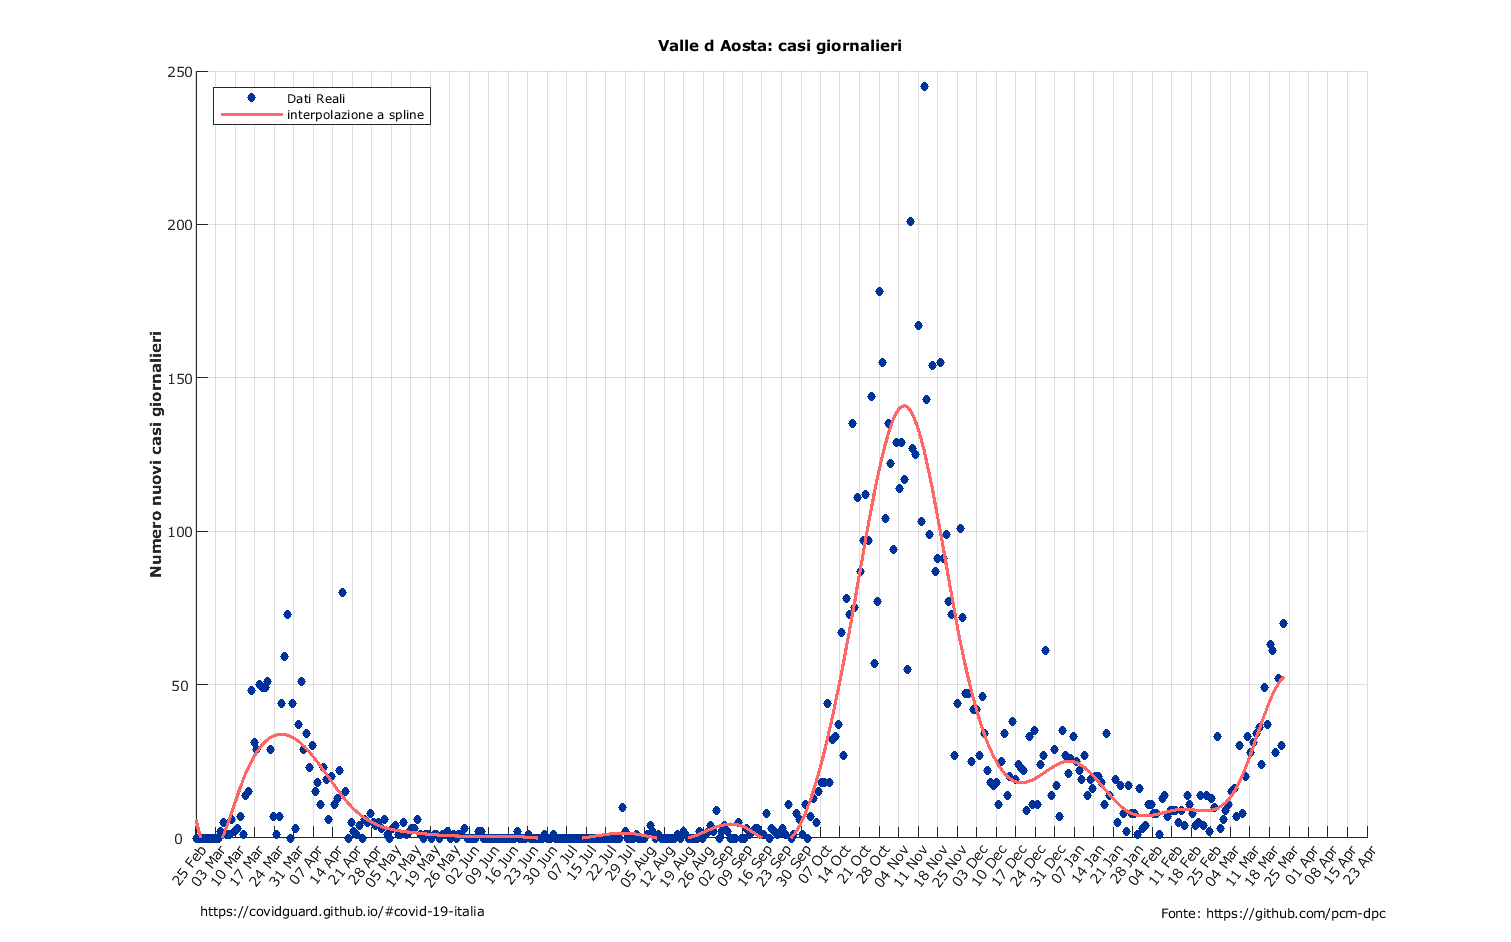 Valle d Aosta: casi giornalieri
Dati Reali
interpolazione a spline
Numero nuovi casi giornalieri
250
200
150
100
50
0
25 Feb
03 Mar
10 Mar
17 Mar
24 Mar
31 Mar
07 Apr
14 Apr
21 Apr
28 Apr
05 May
12 May
19 May
26 May
02 Jun
09 Jun
16 Jun
23 Jun
30 Jun
07 Jul
15 Jul
22 Jul
29 Jul
05 Aug
12 Aug
19 Aug
26 Aug
02 Sep
09 Sep
16 Sep
23 Sep
30 Sep
07 Oct
14 Oct
21 Oct
28 Oct
04 Nov
11 Nov
18 Nov
25 Nov
03 Dec
10 Dec
17 Dec
24 Dec
31 Dec
07 Jan
14 Jan
21 Jan
28 Jan
04 Feb
11 Feb
18 Feb
25 Feb
04 Mar
11 Mar
18 Mar
25 Mar
01 Apr
08 Apr
15 Apr
23 Apr
https://covidguard.github.io/#covid-19-italia
Fonte: https://github.com/pcm-dpc